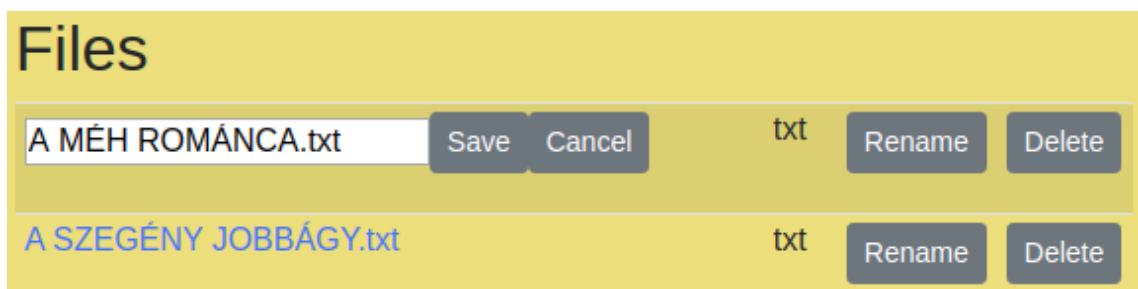 Files
A MÉH ROMÁNCA.txt Save Cancel txt Rename Delete
A SZEGÉNY JOBBÁGY.txt txt Rename Delete